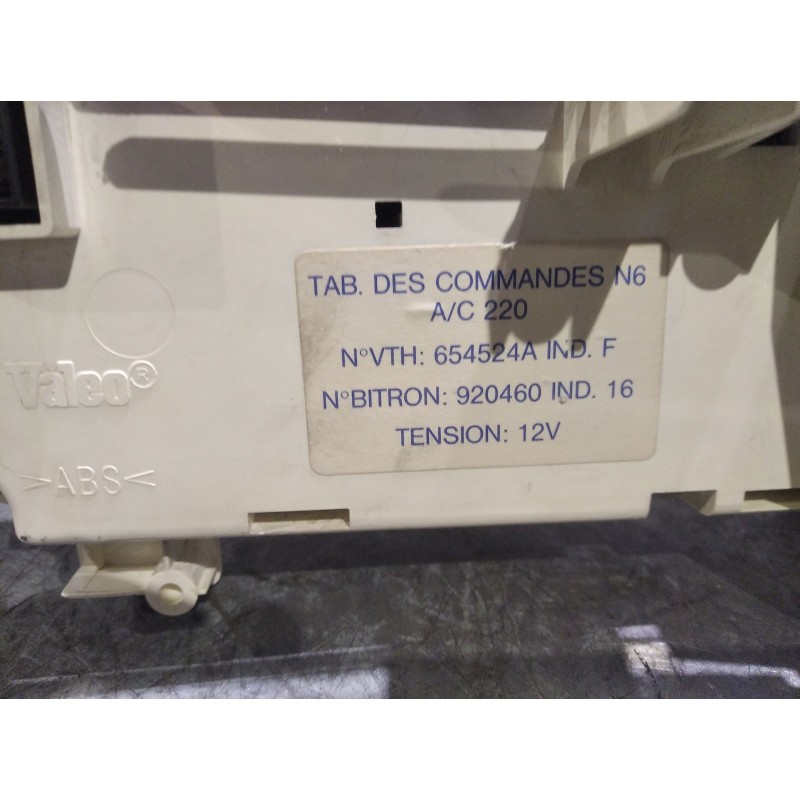 TAB. DES COMMANDES N6
A/C 220
N°VTH: 654524A IND. F
N°BITRON: 920460 IND. 16
TENSION: 12V
Valeo®
>ABS<